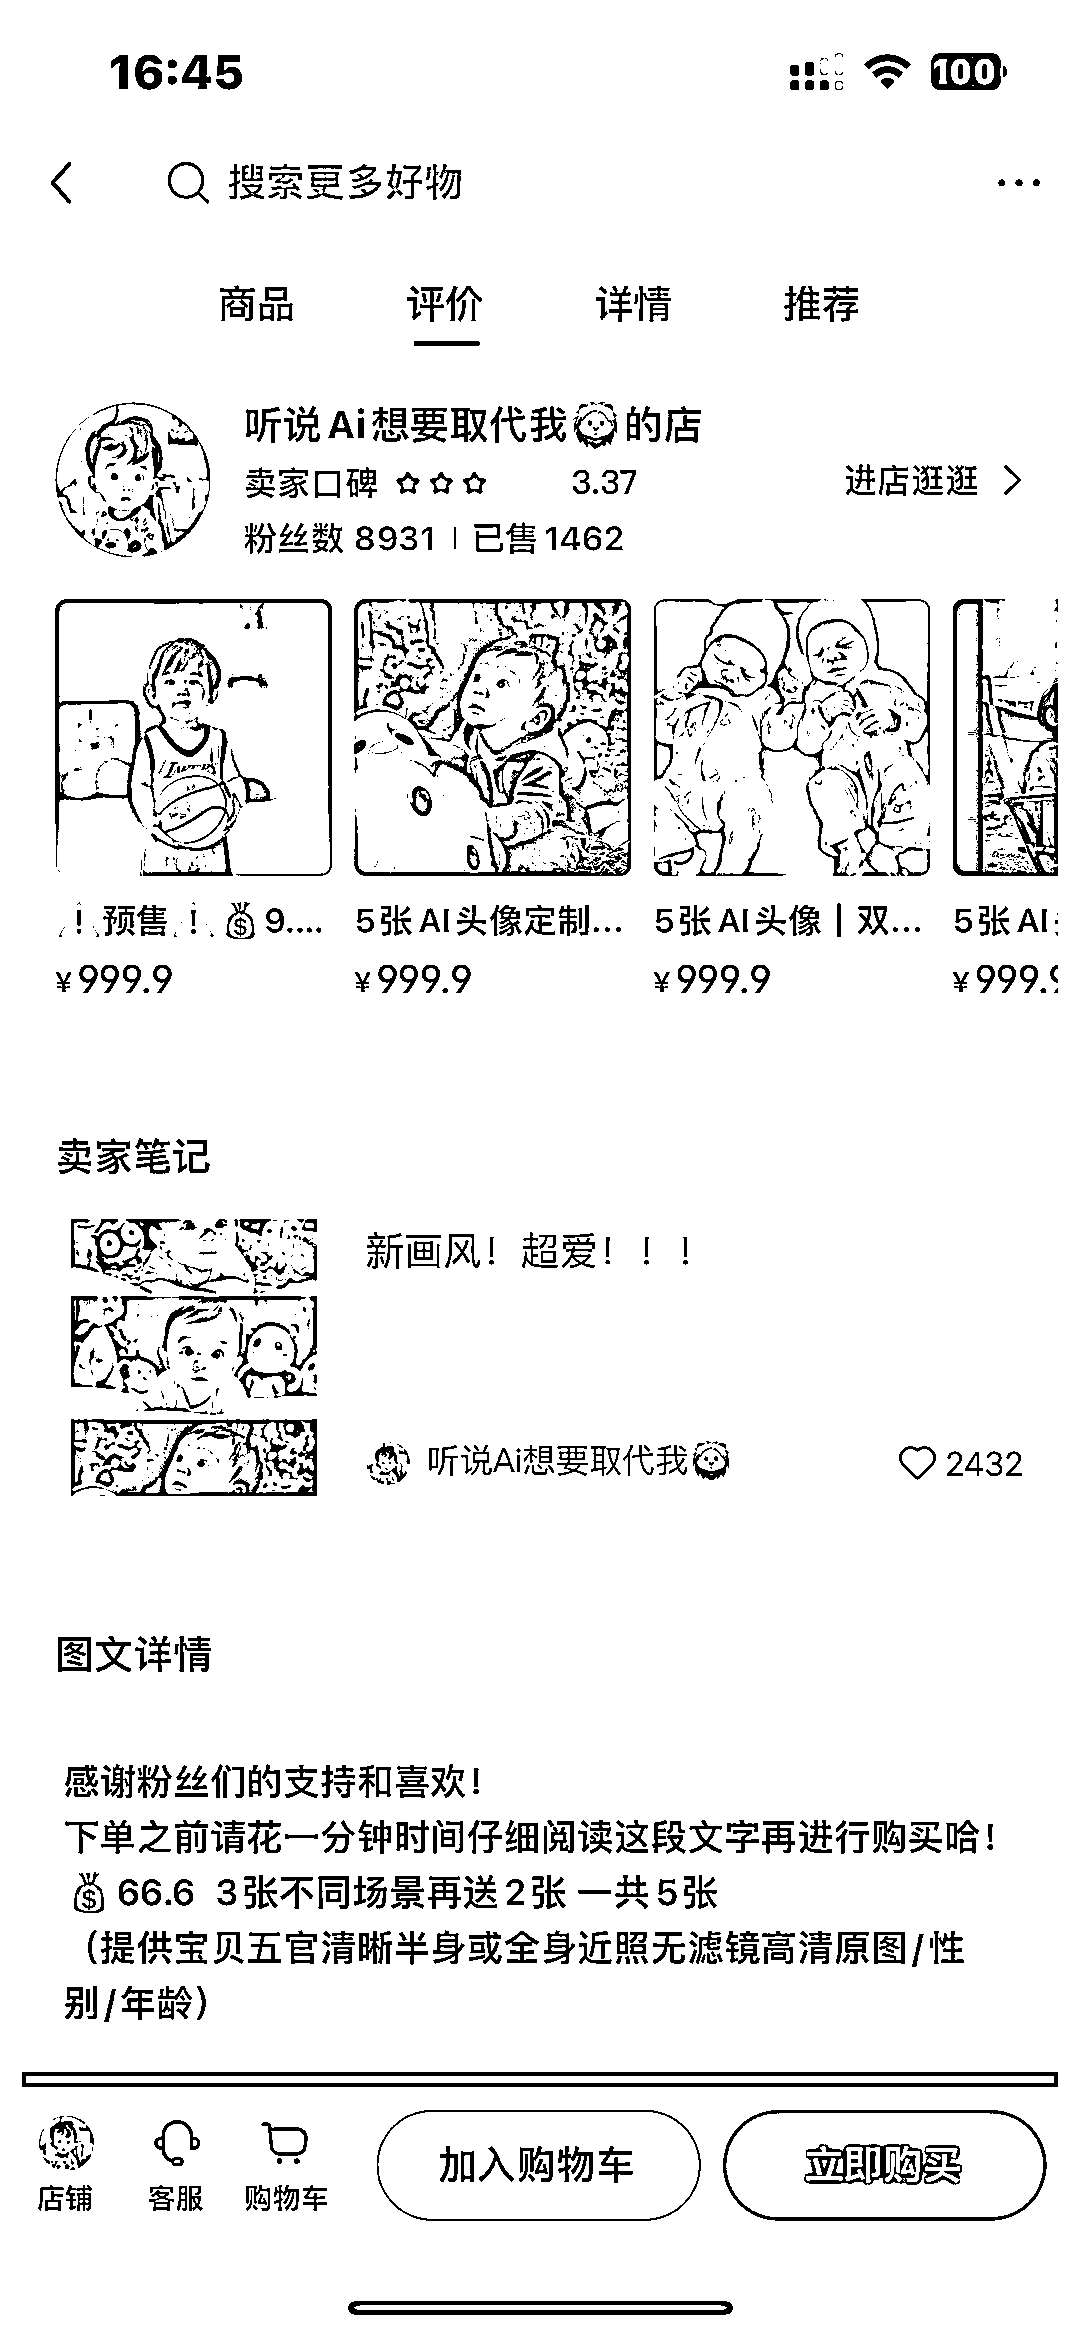 16:45
100
搜索更多好物
商品 评价 详情 推荐
听说Ai想要取代我🦁的店
卖家口碑 3.37 进店逛逛
粉丝数 8931 | 已售1462
LAKERS
！预售！💰9.... 5张AI头像定制... 5张AI头像｜双... 5张AI
¥999.9 ¥999.9 ¥999.9 ¥999.9
卖家笔记
新画风！超爱！！！
听说Ai想要取代我🦁 2432
图文详情
感谢粉丝们的支持和喜欢！
下单之前请花一分钟时间仔细阅读这段文字再进行购买哈！
💰66.6 3张不同场景再送2张 一共5张
（提供宝贝五官清晰半身或全身近照无滤镜高清原图/性
别/年龄）
店铺 客服 购物车 加入购物车 立即购买